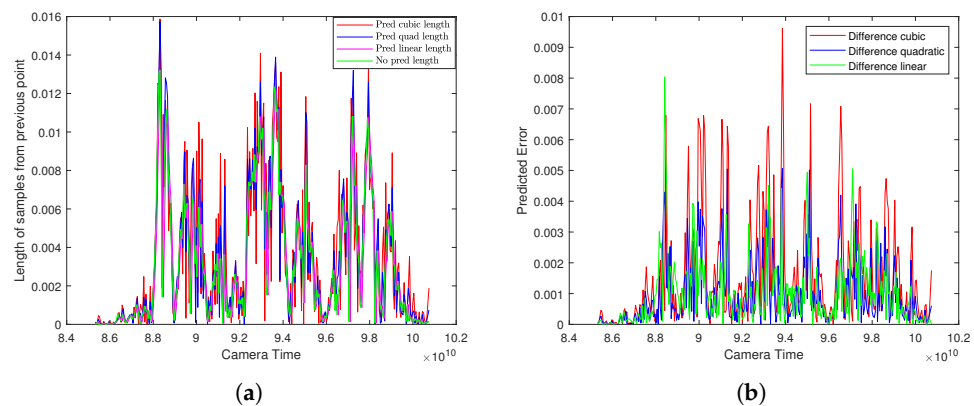 0.016
0.014
0.012
0.01
0.008
0.006
0.004
0.002
0
Length of samples from previous point
8.4 8.6 8.8 9 9.2 9.4 9.6 9.8 10 10.2
Camera Time
× 10^10
Pred cubic length
Pred quad length
Pred linear length
No pred length
(a)
0.01
0.009
0.008
0.007
0.006
0.005
0.004
0.003
0.002
0.001
0
Predicted Error
8.4 8.6 8.8 9 9.2 9.4 9.6 9.8 10 10.2
Camera Time
× 10^10
Difference cubic
Difference quadratic
Difference linear
(b)